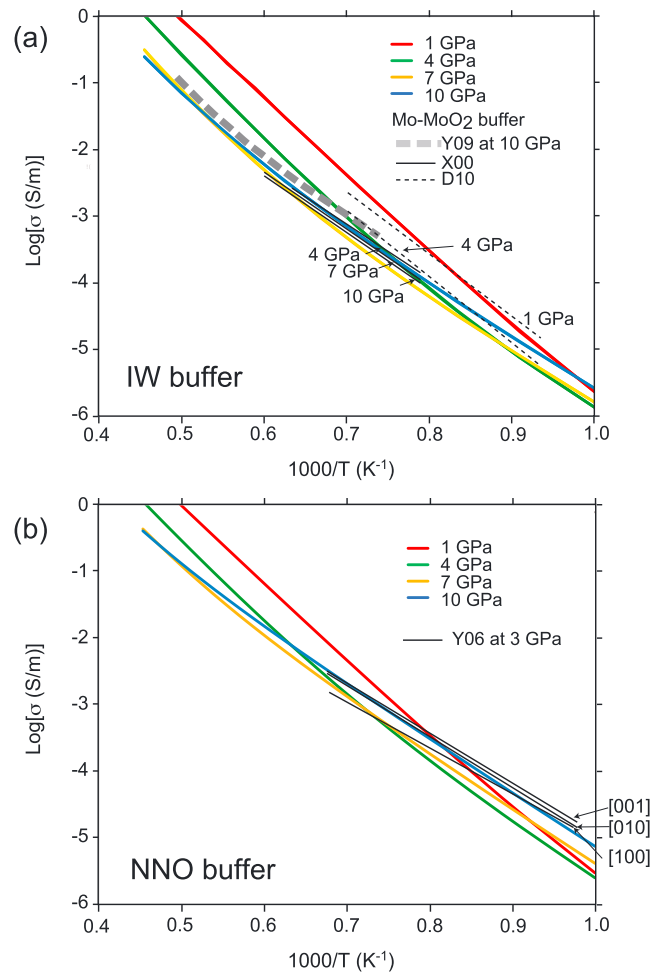 (a)
0
-1
-2
-3
-4
-5
-6
Log[σ (S/m)]
1 GPa
4 GPa
7 GPa
10 GPa
Mo-MoO2 buffer
Y09 at 10 GPa
X00
D10
4 GPa
4 GPa
7 GPa
10 GPa
1 GPa
IW buffer
0.4 0.5 0.6 0.7 0.8 0.9 1.0
1000/T (K-1)
(b)
0
-1
-2
-3
-4
-5
-6
Log[σ (S/m)]
1 GPa
4 GPa
7 GPa
10 GPa
Y06 at 3 GPa
[001]
[010]
[100]
NNO buffer
0.4 0.5 0.6 0.7 0.8 0.9 1.0
1000/T (K-1)